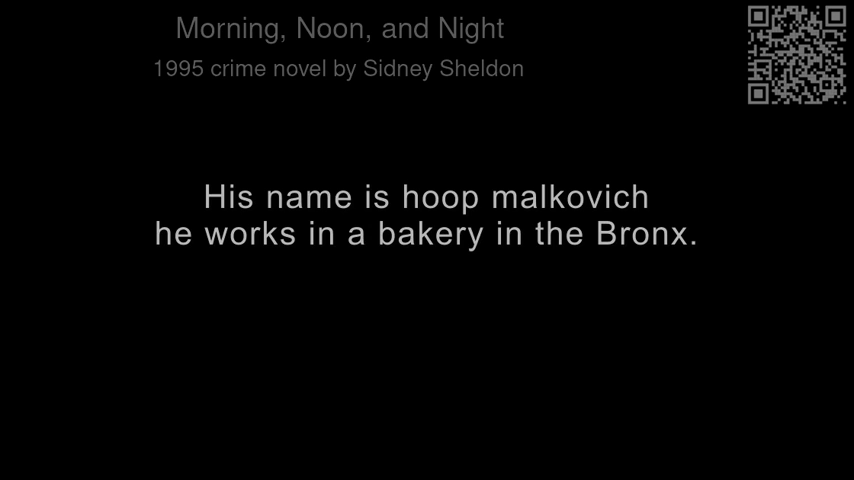 Morning, Noon, and Night
1995 crime novel by Sidney Sheldon
His name is hoop malkovich
he works in a bakery in the Bronx.